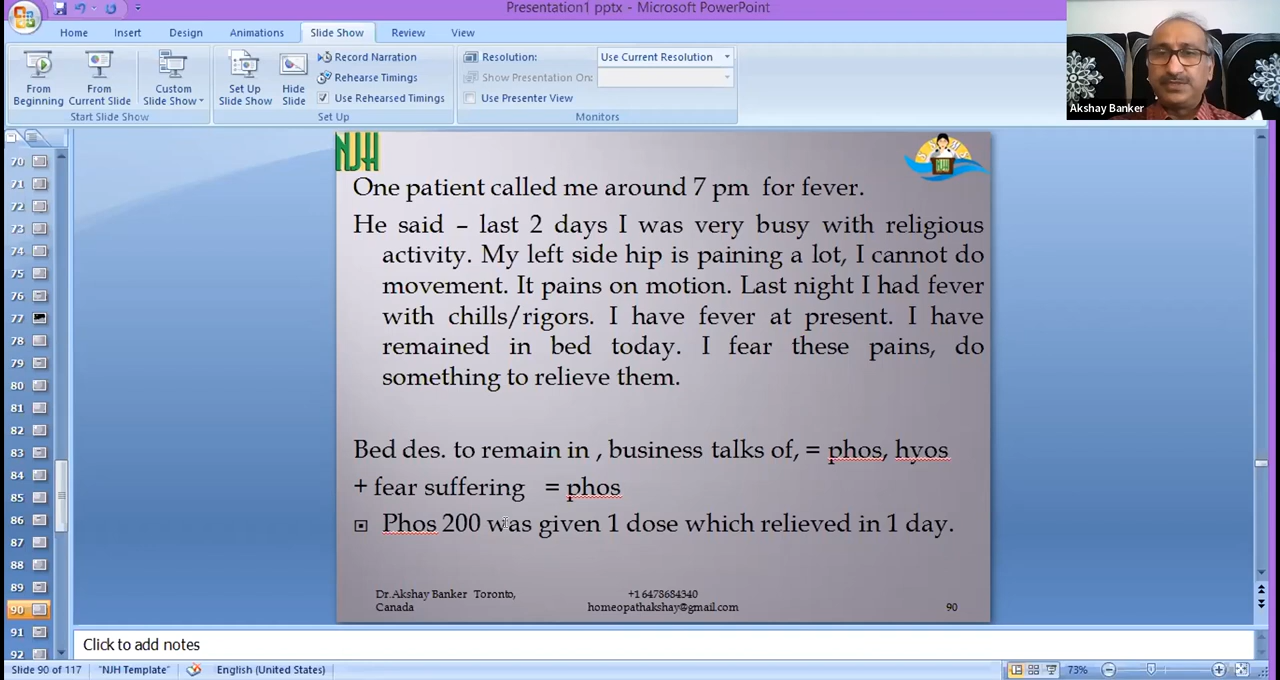 Presentation1 pptx - Microsoft PowerPoint
Home Insert Design Animations Slide Show Review View
From Beginning
From Current Slide
Custom Slide Show
Start Slide Show
Set Up Slide Show
Hide Slide
Record Narration
Rehearse Timings
Use Rehearsed Timings
Set Up
Resolution: Use Current Resolution
Show Presentation On:
Use Presenter View
Monitors
Akshay Banker
70
71
72
73
74
75
76
77
78
79
80
81
82
83
84
85
86
87
88
89
90
91
92
NJH
NJH
One patient called me around 7 pm for fever.
He said – last 2 days I was very busy with religious
activity. My left side hip is paining a lot, I cannot do
movement. It pains on motion. Last night I had fever
with chills/rigors. I have fever at present. I have
remained in bed today. I fear these pains, do
something to relieve them.
Bed des. to remain in , business talks of, = phos, hyos
+ fear suffering = phos
Phos 200 was given 1 dose which relieved in 1 day.
Dr.Akshay Banker Toronto,
Canada
+1 6478684340
homeopathakshay@gmail.com
90
Click to add notes
Slide 90 of 117 "NJH Template" English (United States) 73%